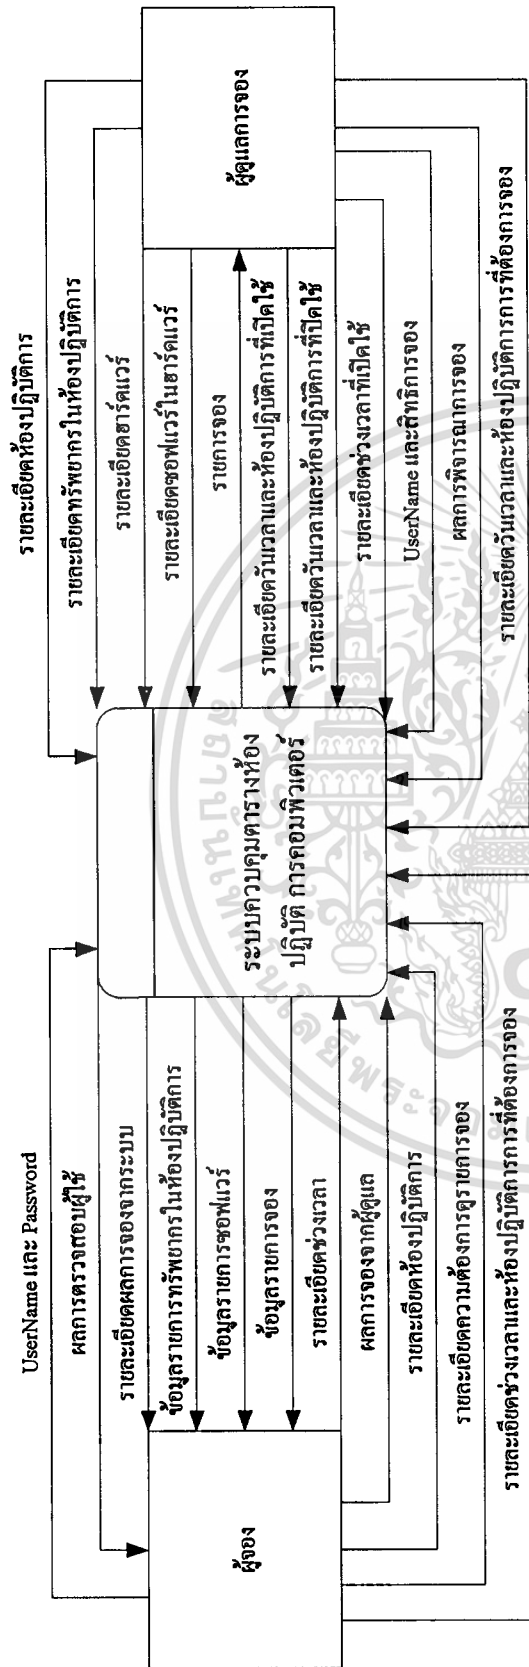 UserName และ Password
ผลการตรวจสอบผู้ใช้
รายละเอียดผลการจองจากระบบ
ข้อมูลรายการทรัพยากรในห้องปฏิบัติการ
ข้อมูลรายการซอฟแวร์
ข้อมูลรายการจอง
รายละเอียดช่วงเวลา
ผลการจองจากผู้ดูแล
รายละเอียดห้องปฏิบัติการ
รายละเอียดความต้องการดูรายการจอง
รายละเอียดช่วงเวลาและห้องปฏิบัติการการที่ต้องการจอง
ผู้จอง
ระบบควบคุมตารางห้อง
ปฏิบัติ การคอมพิวเตอร์
รายละเอียดห้องปฏิบัติการ
รายละเอียดทรัพยากรในห้องปฏิบัติการ
รายละเอียดฮาร์ดแวร์
รายละเอียดซอฟแวร์ในฮาร์ดแวร์
รายการจอง
รายละเอียดวันเวลาและห้องปฏิบัติการที่เปิดใช้
รายละเอียดวันเวลาและห้องปฏิบัติการที่ปิดใช้
รายละเอียดช่วงเวลาที่เปิดใช้
UserName และสิทธิการจอง
ผลการพิจารณาการจอง
รายละเอียดวันเวลาและห้องปฏิบัติการการที่ต้องการจอง
ผู้ดูแลการจอง